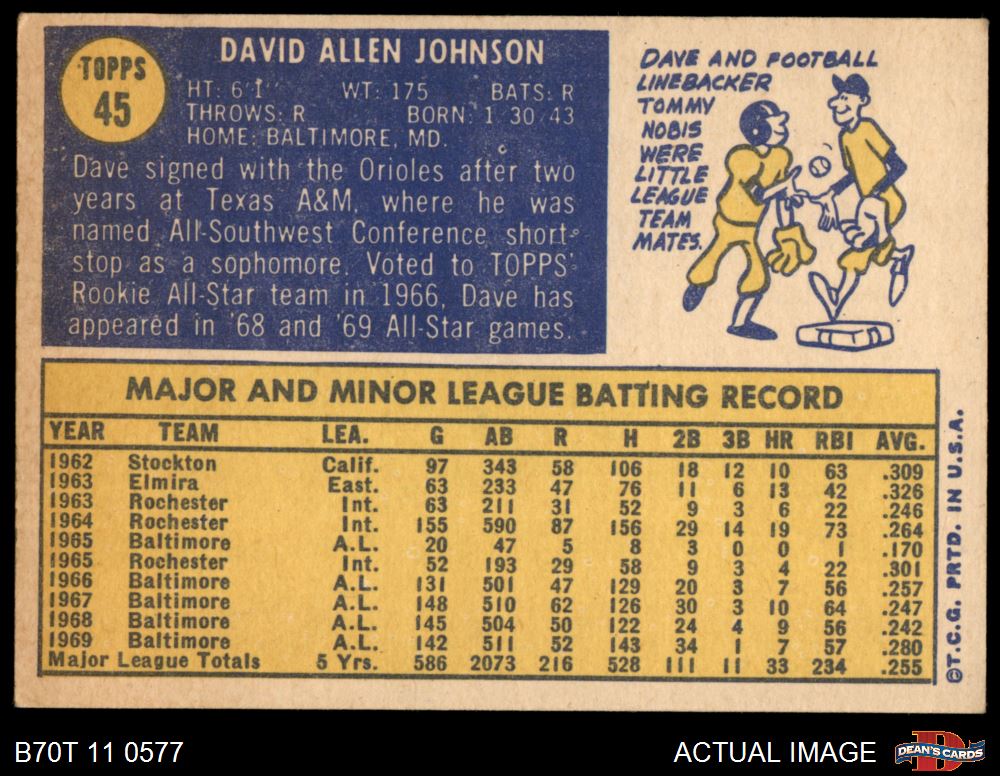 TOPPS
45
DAVID ALLEN JOHNSON
HT: 6'1" WT: 175 BATS: R
THROWS: R BORN: 1 30 43
HOME: BALTIMORE, MD.
Dave signed with the Orioles after two
years at Texas A&M, where he was
named All-Southwest Conference short-
stop as a sophomore. Voted to TOPPS'
Rookie All-Star team in 1966, Dave has
appeared in '68 and '69 All-Star games.
DAVE AND FOOTBALL
LINEBACKER
TOMMY
NOBIS
WERE
LITTLE
LEAGUE
TEAM
MATES.
MAJOR AND MINOR LEAGUE BATTING RECORD
YEAR TEAM LEA. G AB R H 2B 3B HR RBI AVG.
1962 Stockton Calif. 97 343 58 106 18 12 10 63 .309
1963 Elmira East. 63 233 47 76 11 6 13 42 .326
1963 Rochester Int. 63 211 31 52 9 3 6 22 .246
1964 Rochester Int. 155 590 87 156 29 14 19 73 .264
1965 Baltimore A.L. 20 47 5 8 3 0 0 1 .170
1965 Rochester Int. 52 193 29 58 9 3 4 22 .301
1966 Baltimore A.L. 131 501 47 129 20 3 7 56 .257
1967 Baltimore A.L. 148 510 62 126 30 3 10 64 .247
1968 Baltimore A.L. 145 504 50 122 24 4 9 56 .242
1969 Baltimore A.L. 142 511 52 143 34 1 7 57 .280
Major League Totals 5 Yrs. 586 2073 216 528 111 11 33 234 .255
©T.C.G. PRTD. IN U.S.A.
B70T 11 0577
ACTUAL IMAGE
DEAN'S CARDS